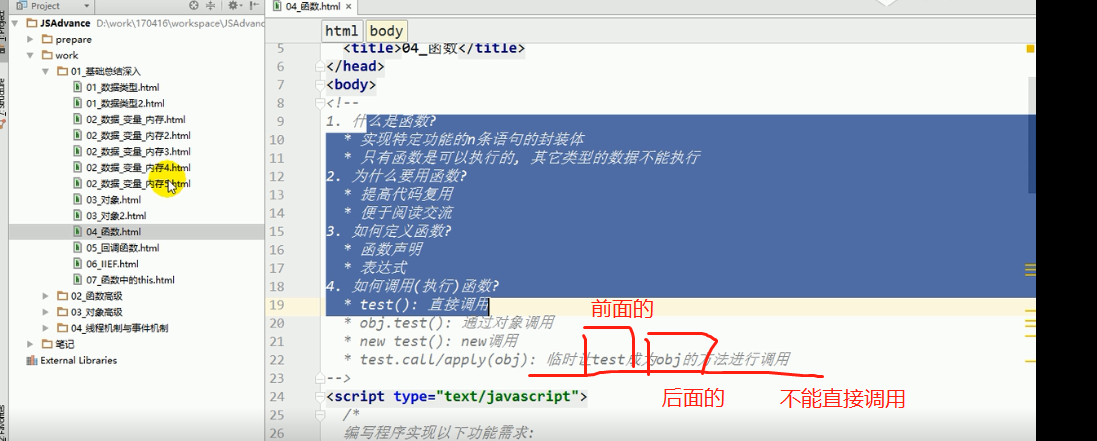 Project
04_函数.html ×
JSAdvance D:\work\170416\workspace\JSAdvanc
prepare
work
01_基础总结深入
01_数据类型.html
01_数据类型2.html
02_数据_变量_内存.html
02_数据_变量_内存2.html
02_数据_变量_内存3.html
02_数据_变量_内存4.html
02_数据_变量_内存5.html
03_对象.html
03_对象2.html
04_函数.html
05_回调函数.html
06_IIEF.html
07_函数中的this.html
02_函数高级
03_对象高级
04_线程机制与事件机制
笔记
External Libraries
html body
5 <title>04_函数</title>
6 </head>
7 <body>
8 <!--
9 1. 什么是函数?
10 * 实现特定功能的n条语句的封装体
11 * 只有函数是可以执行的, 其它类型的数据不能执行
12 2. 为什么要用函数?
13 * 提高代码复用
14 * 便于阅读交流
15 3. 如何定义函数?
16 * 函数声明
17 * 表达式
18 4. 如何调用(执行)函数?
19 * test(): 直接调用
前面的
20 * obj.test(): 通过对象调用
21 * new test(): new调用
22 * test.call/apply(obj): 临时让test成为obj的方法进行调用
23 -->
后面的 不能直接调用
24 <script type="text/javascript">
25 /*
26 编写程序实现以下功能需求: